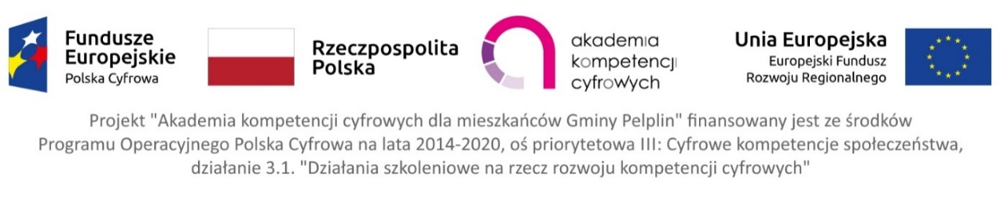 Fundusze
Europejskie
Polska Cyfrowa
Rzeczpospolita
Polska
akademia
kompetencji
cyfrowych
Unia Europejska
Europejski Fundusz
Rozwoju Regionalnego
Projekt "Akademia kompetencji cyfrowych dla mieszkańców Gminy Pelplin" finansowany jest ze środków
Programu Operacyjnego Polska Cyfrowa na lata 2014-2020, oś priorytetowa III: Cyfrowe kompetencje społeczeństwa,
działanie 3.1. "Działania szkoleniowe na rzecz rozwoju kompetencji cyfrowych"